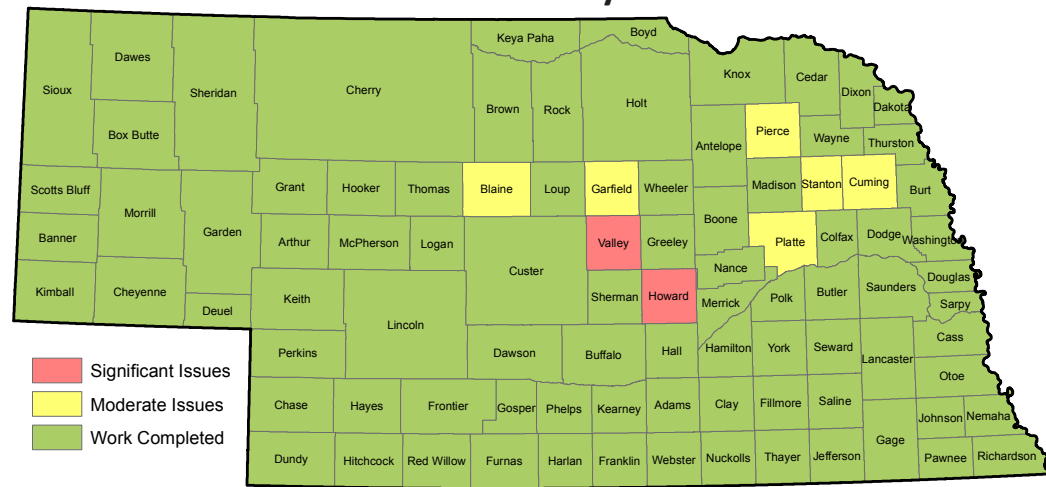 Keya Paha
Boyd
Dawes
Knox
Cedar
Sioux
Sheridan
Cherry
Dixon
Brown
Rock
Holt
Dakota
Box Butte
Pierce
Wayne
Antelope
Thurston
Scotts Bluff
Grant
Hooker
Thomas
Blaine
Loup
Garfield
Wheeler
Madison
Stanton
Cuming
Burt
Morrill
Boone
Banner
Garden
Arthur
McPherson
Logan
Valley
Greeley
Platte
Colfax
Dodge
Washington
Custer
Nance
Kimball
Cheyenne
Keith
Sherman
Howard
Merrick
Polk
Butler
Saunders
Douglas
Sarpy
Deuel
Lincoln
Perkins
Dawson
Buffalo
Hall
Hamilton
York
Seward
Lancaster
Cass
Otoe
Significant Issues
Moderate Issues
Work Completed
Chase
Hayes
Frontier
Gosper
Phelps
Kearney
Adams
Clay
Fillmore
Saline
Johnson
Nemaha
Gage
Dundy
Hitchcock
Red Willow
Furnas
Harlan
Franklin
Webster
Nuckolls
Thayer
Jefferson
Pawnee
Richardson